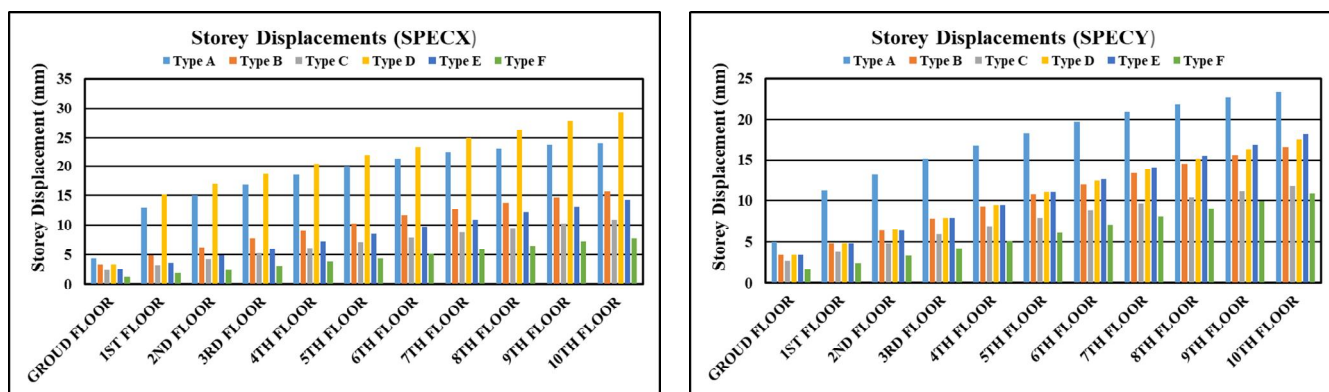 Storey Displacements (SPECX)
Type A Type B Type C Type D Type E Type F
Storey Displacement (mm)
35
30
25
20
15
10
5
0
GROUD FLOOR
1ST FLOOR
2ND FLOOR
3RD FLOOR
4TH FLOOR
5TH FLOOR
6TH FLOOR
7TH FLOOR
8TH FLOOR
9TH FLOOR
10TH FLOOR
Storey Displacements (SPECY)
Type A Type B Type C Type D Type E Type F
Storey Displacement (mm)
25
20
15
10
5
0
GROUD FLOOR
1ST FLOOR
2ND FLOOR
3RD FLOOR
4TH FLOOR
5TH FLOOR
6TH FLOOR
7TH FLOOR
8TH FLOOR
9TH FLOOR
10TH FLOOR